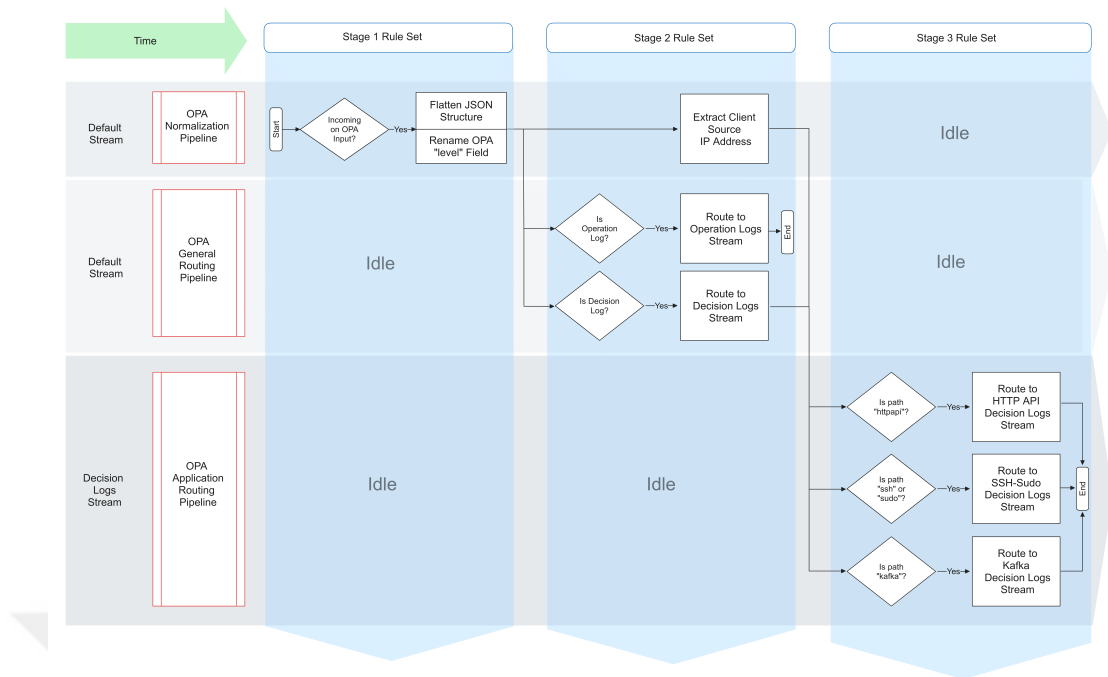 Time
Stage 1 Rule Set
Stage 2 Rule Set
Stage 3 Rule Set
Default
Stream
OPA
Normalization
Pipeline
Start
Incoming
on OPA
Input?
Yes
Flatten JSON
Structure
Rename OPA
"level" Field
Extract Client
Source
IP Address
Idle
Default
Stream
OPA
General
Routing
Pipeline
Idle
Is
Operation
Log?
Yes
Route to
Operation Logs
Stream
End
Is Decision
Log?
Yes
Route to
Decision Logs
Stream
Idle
Decision
Logs
Stream
OPA
Application
Routing
Pipeline
Idle
Idle
Is path
"httpapi"?
Yes
Route to
HTTP API
Decision Logs
Stream
Is path
"ssh" or
"sudo"?
Yes
Route to
SSH-Sudo
Decision Logs
Stream
End
Is path
"kafka"?
Yes
Route to
Kafka
Decision Logs
Stream